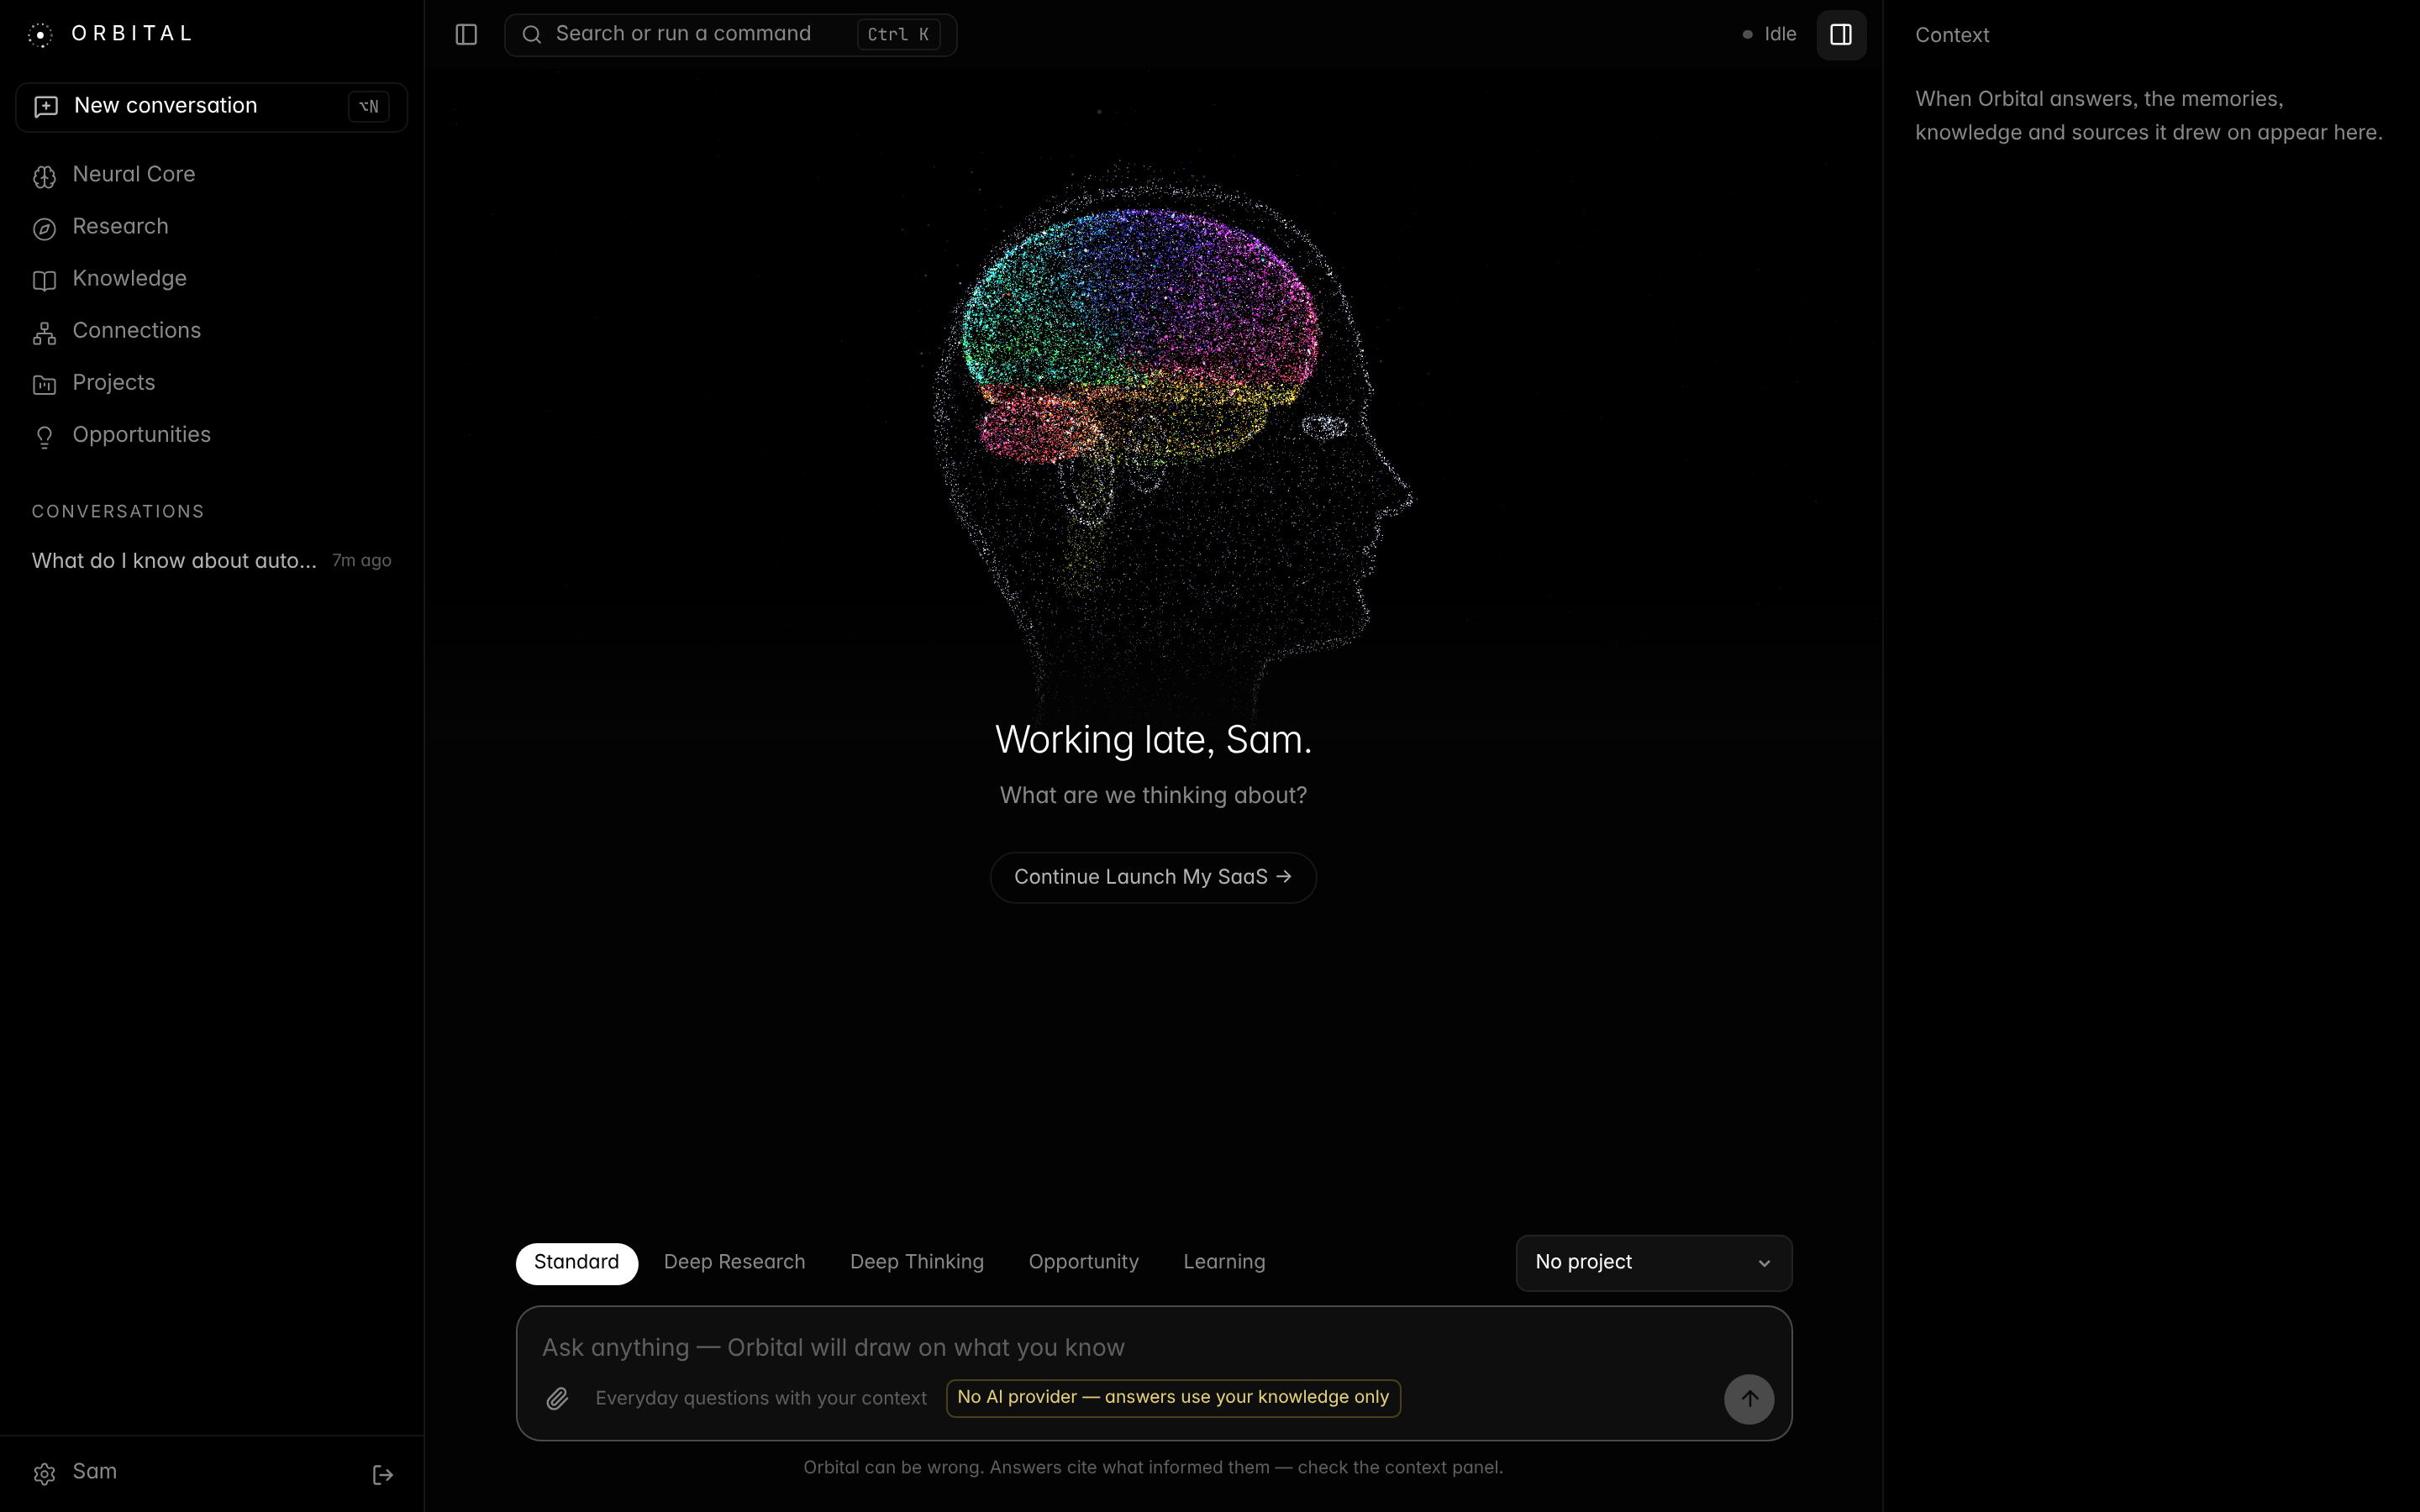 ORBITAL
New conversation
⌥N
Neural Core
Research
Knowledge
Connections
Projects
Opportunities
CONVERSATIONS
What do I know about auto... 7m ago
Sam
Search or run a command Ctrl K
Idle
Working late, Sam.
What are we thinking about?
Continue Launch My SaaS →
Standard Deep Research Deep Thinking Opportunity Learning
No project
Ask anything — Orbital will draw on what you know
Everyday questions with your context
No AI provider — answers use your knowledge only
Orbital can be wrong. Answers cite what informed them — check the context panel.
Context
When Orbital answers, the memories,
knowledge and sources it drew on appear here.